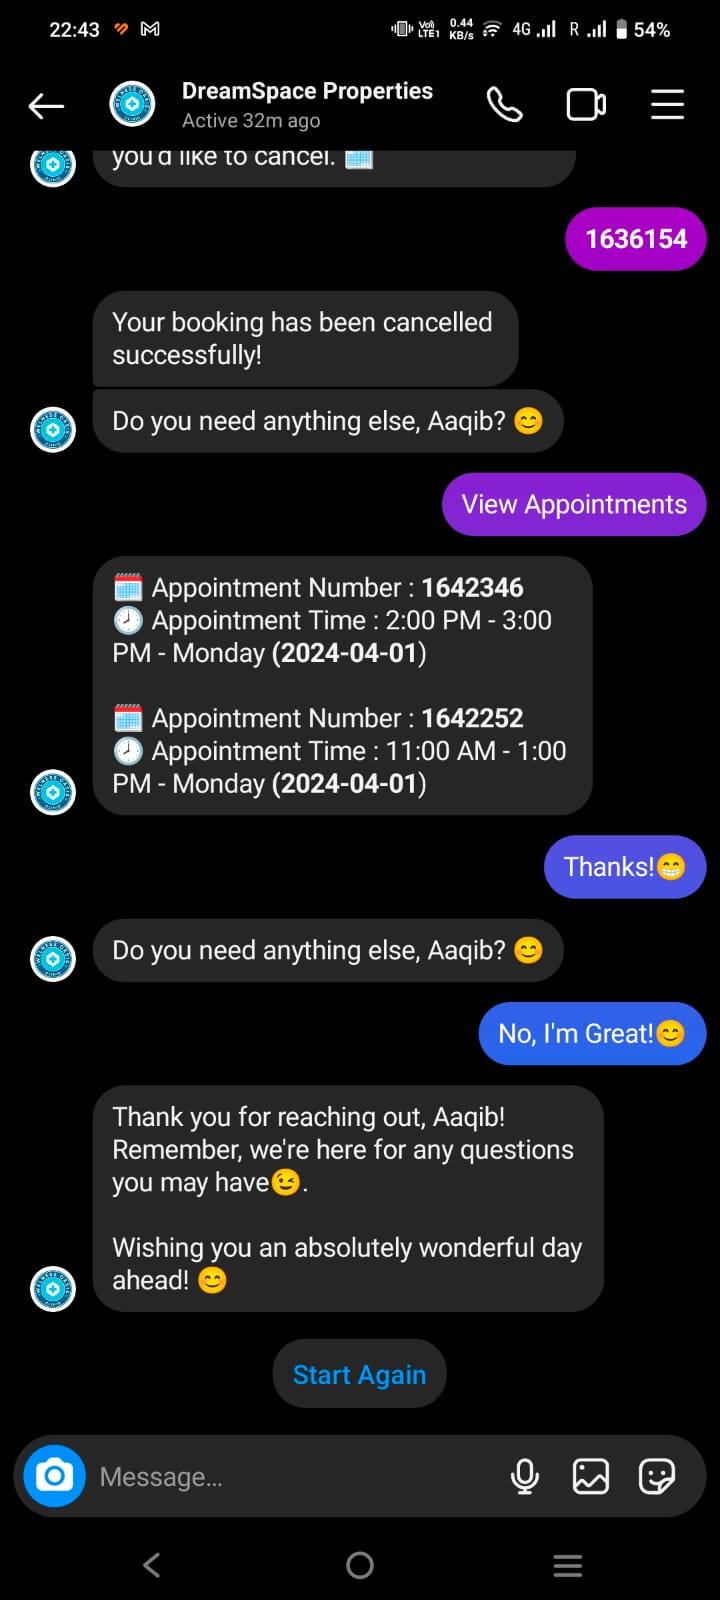 22:43
Vo)) LTE1
0.44 KB/s
4G
R
54%
DreamSpace Properties
Active 32m ago
you'd like to cancel. 🗓️
1636154
Your booking has been cancelled
successfully!
Do you need anything else, Aaqib? 😊
View Appointments
🗓️ Appointment Number : 1642346
🕗 Appointment Time : 2:00 PM - 3:00
PM - Monday (2024-04-01)
🗓️ Appointment Number : 1642252
🕗 Appointment Time : 11:00 AM - 1:00
PM - Monday (2024-04-01)
Thanks!😁
Do you need anything else, Aaqib? 😊
No, I'm Great!😊
Thank you for reaching out, Aaqib!
Remember, we're here for any questions
you may have😉.
Wishing you an absolutely wonderful day
ahead! 😊
Start Again
Message...